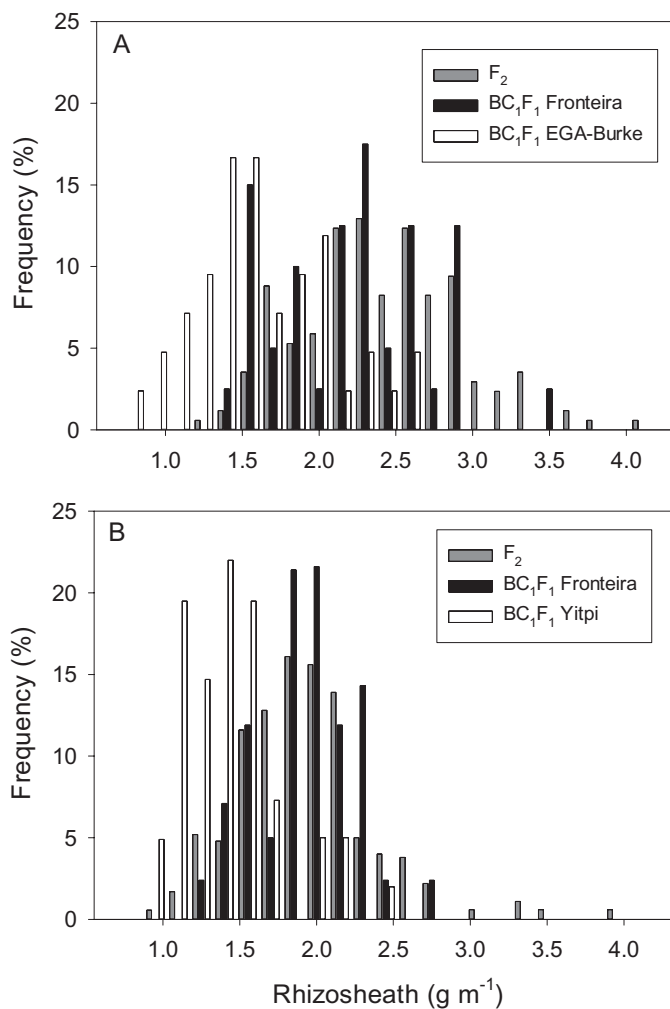 A
F₂
BC₁F₁ Fronteira
BC₁F₁ EGA-Burke
Frequency (%)
25
20
15
10
5
0
1.0 1.5 2.0 2.5 3.0 3.5 4.0
B
F₂
BC₁F₁ Fronteira
BC₁F₁ Yitpi
Frequency (%)
25
20
15
10
5
0
1.0 1.5 2.0 2.5 3.0 3.5 4.0
Rhizosheath (g m⁻¹)